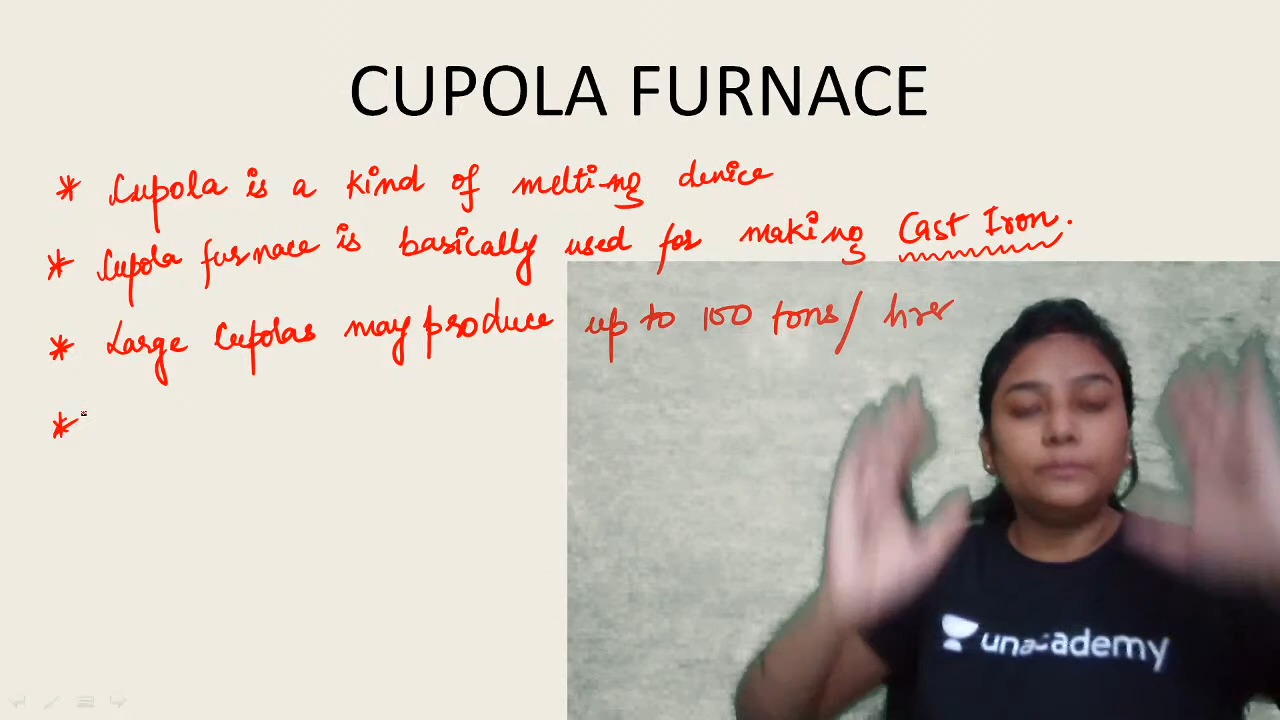 CUPOLA FURNACE
* Cupola is a kind of melting device
* Cupola furnace is basically used for making Cast Iron.
* Large Cupolas may produce up to 100 tons/ hrs
*
unacademy